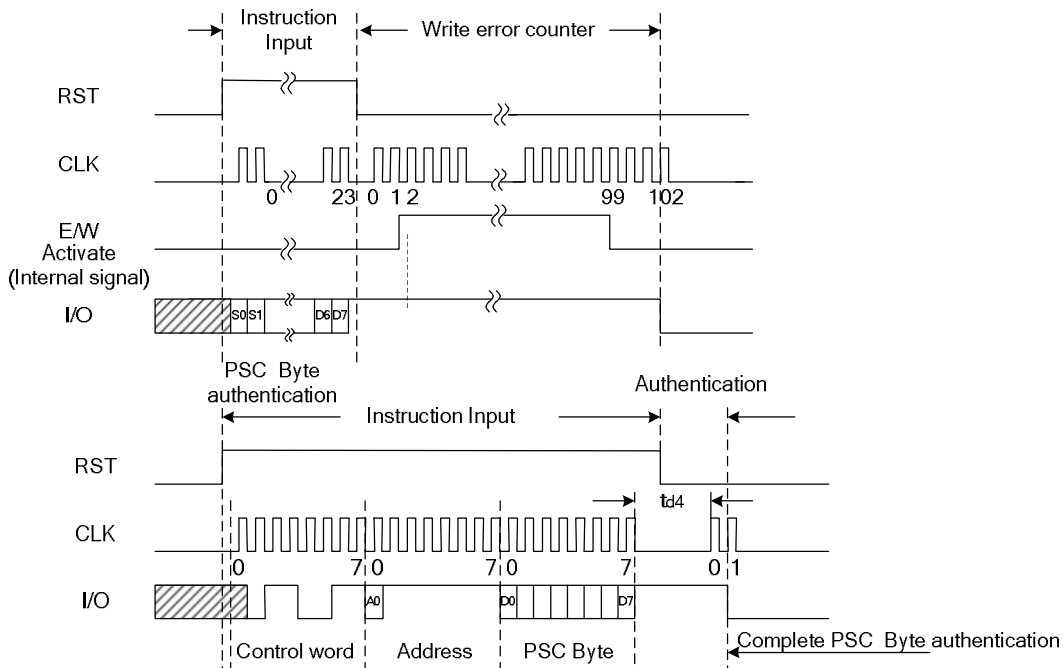 Instruction
Input
Write error counter
RST
CLK
0 23 0 1 2 99 102
E/W
Activate
(Internal signal)
I/O
S0 S1 D6 D7
PSC Byte
authentication
Authentication
Instruction Input
RST
td4
CLK
0 7 0 7 0 7 0 1
I/O
A0 D0 D7
Control word Address PSC Byte
Complete PSC Byte authentication